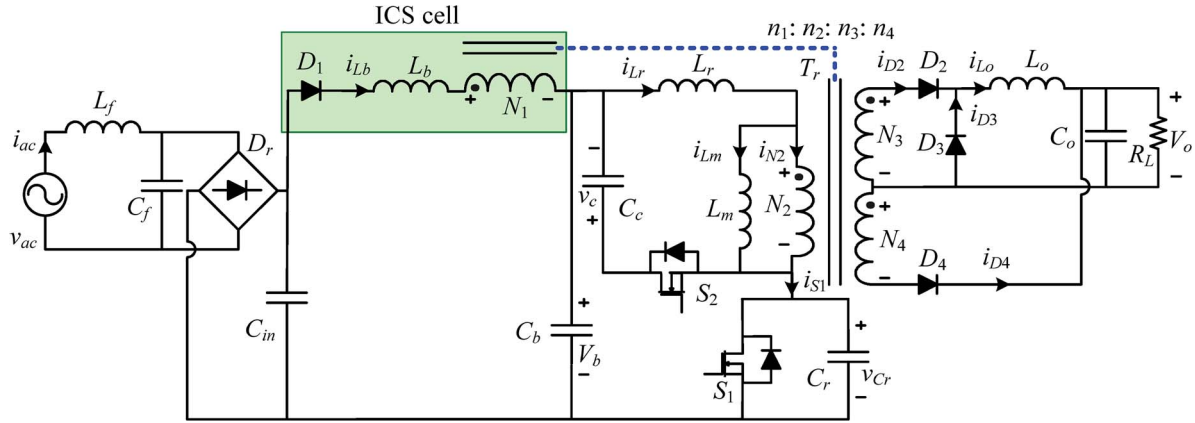 ICS cell
n1: n2: n3: n4
D1
iLb
Lb
N1
+
−
iLr
Lr
Tr
iD2
D2
iLo
Lo
Lf
iac
Dr
Cf
vac
Cin
−
vc
+
Cc
iLm
iN2
Lm
+
N2
−
S2
iS1
+
N3
−
D3
iD3
Co
RL
+
Vo
−
+
N4
−
D4
iD4
Cb
+
Vb
−
S1
Cr
+
vCr
−